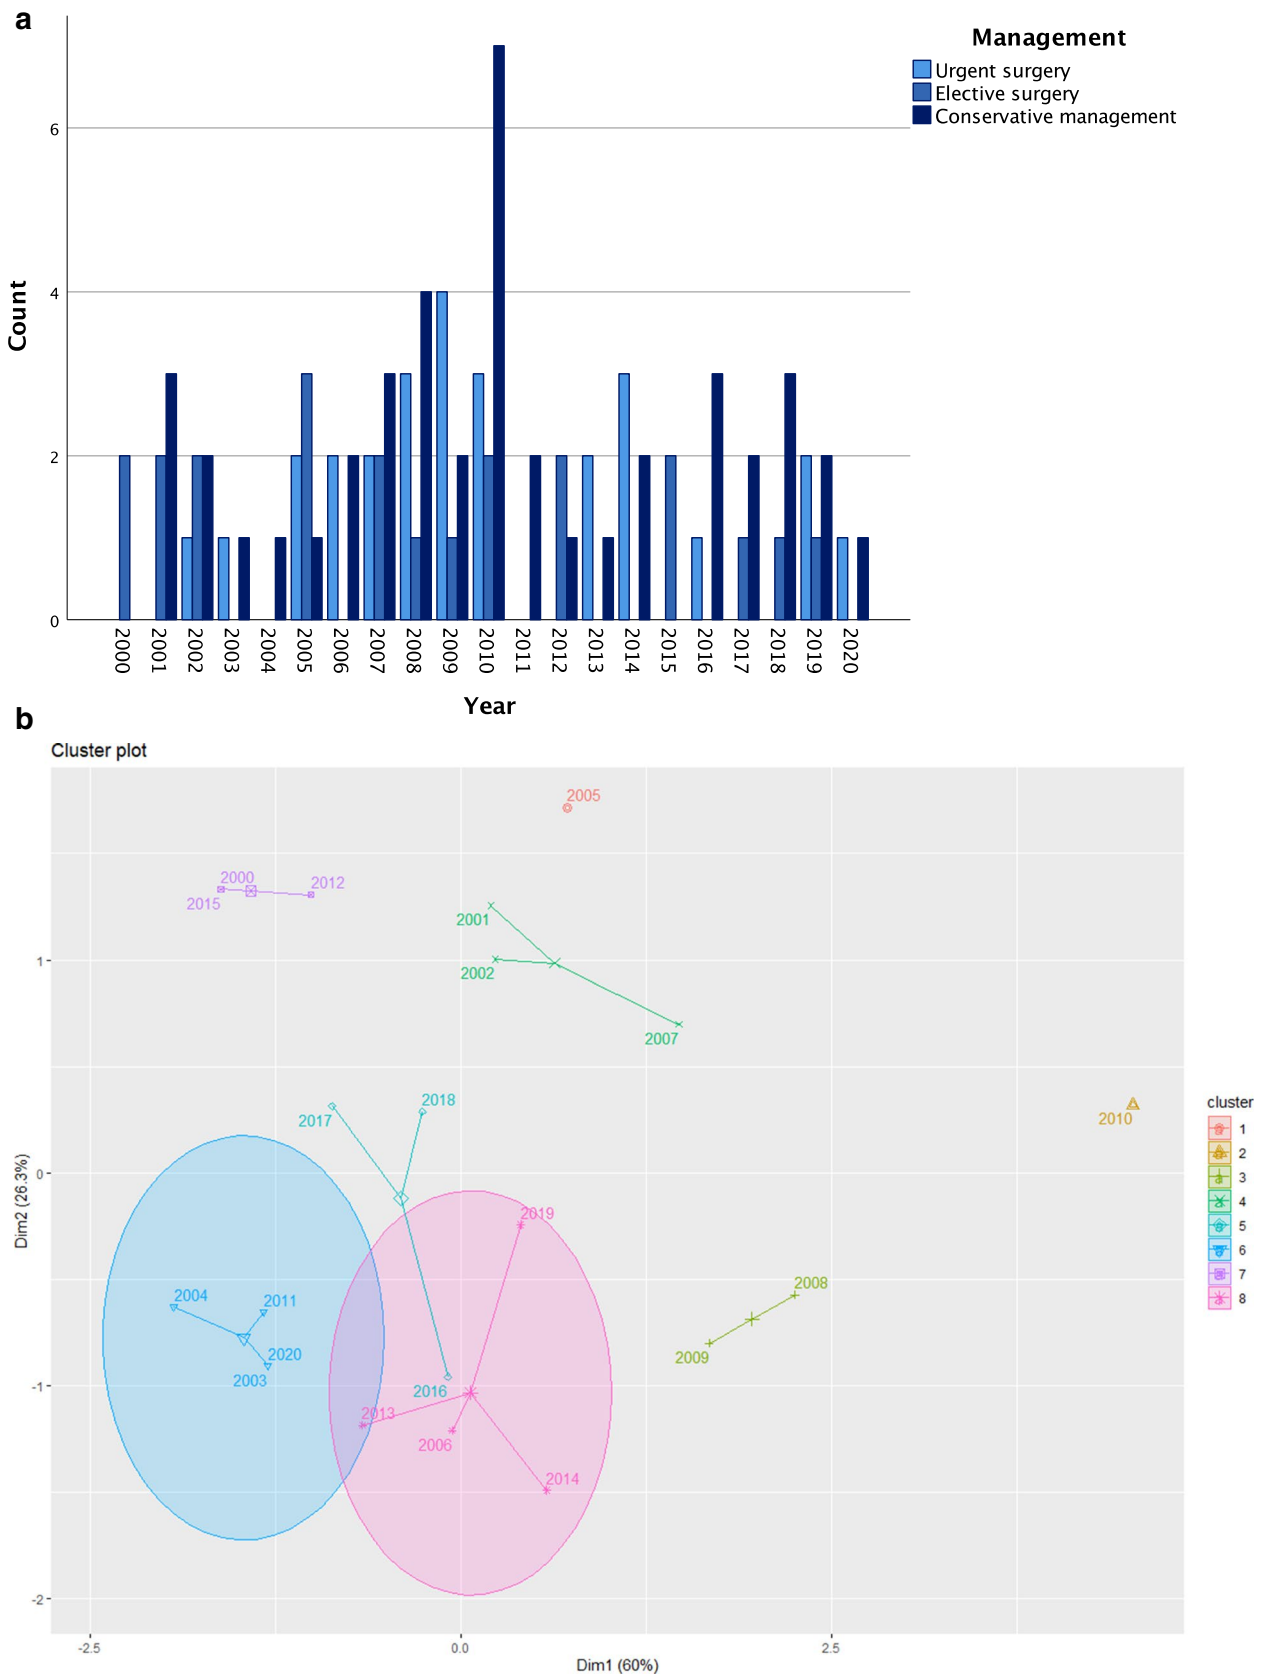 a
Management
Urgent surgery
Elective surgery
Conservative management
6
4
2
0
Count
2000 2001 2002 2003 2004 2005 2006 2007 2008 2009 2010 2011 2012 2013 2014 2015 2016 2017 2018 2019 2020
Year
b
Cluster plot
2005
2000
2012
2015
2001
2002
2007
2018
2017
2010
2019
2008
2004
2011
2009
2020
2003
2016
2013
2006
2014
1
0
-1
-2
Dim2 (26.3%)
-2.5 0.0 2.5
Dim1 (60%)
cluster
1
2
3
4
5
6
7
8